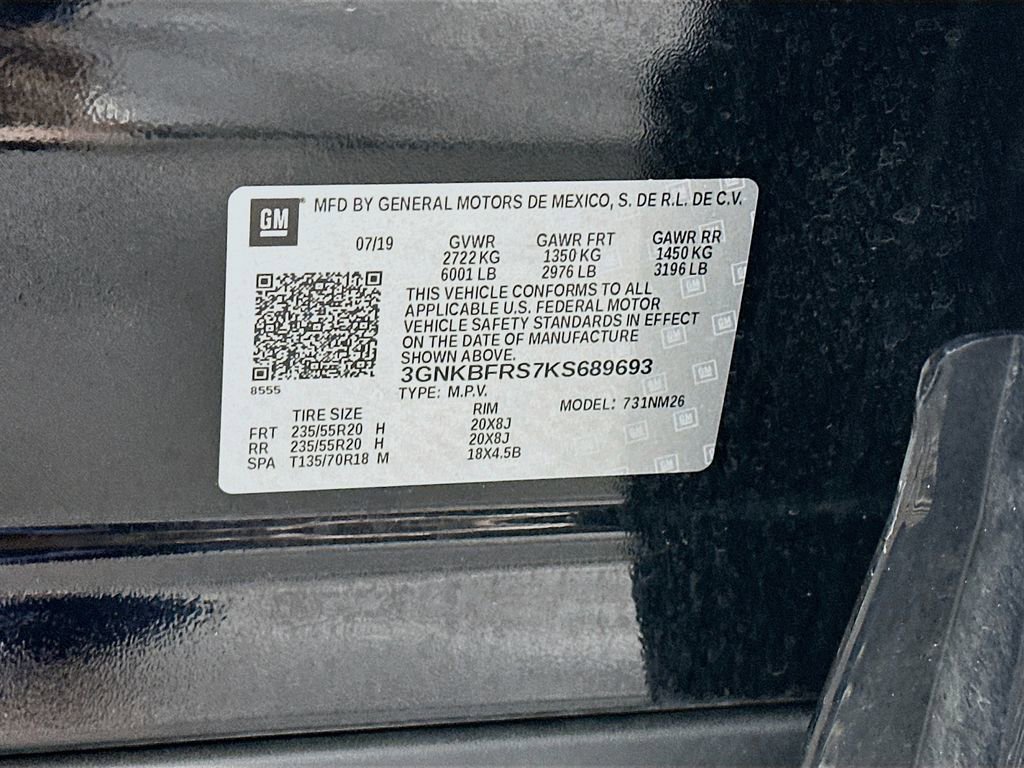 GM MFD BY GENERAL MOTORS DE MEXICO, S. DE R.L. DE C.V.
07/19 GVWR GAWR FRT GAWR RR
2722 KG 1350 KG 1450 KG
6001 LB 2976 LB 3196 LB
THIS VEHICLE CONFORMS TO ALL
APPLICABLE U.S. FEDERAL MOTOR
VEHICLE SAFETY STANDARDS IN EFFECT
ON THE DATE OF MANUFACTURE
SHOWN ABOVE.
3GNKBFRS7KS689693
8555
TYPE: M.P.V. MODEL: 731NM26
TIRE SIZE RIM
FRT 235/55R20 H 20X8J
RR 235/55R20 H 20X8J
SPA T135/70R18 M 18X4.5B